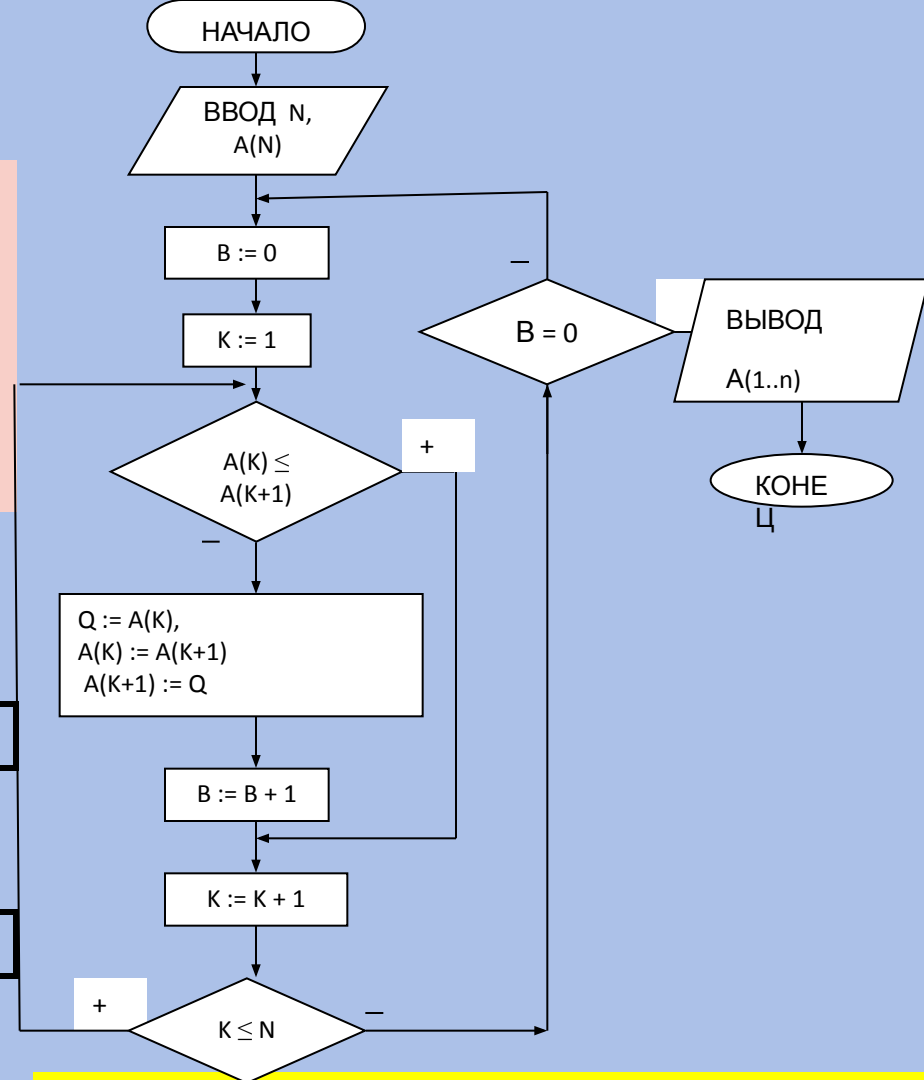 НАЧАЛО
ВВОД N,
A(N)
B := 0
K := 1
A(K) ≤
A(K+1)
+
–
Q := A(K),
A(K) := A(K+1)
A(K+1) := Q
B := B + 1
K := K + 1
K ≤ N
+
–
B = 0
–
ВЫВОД
A(1..n)
КОНЕ
Ц